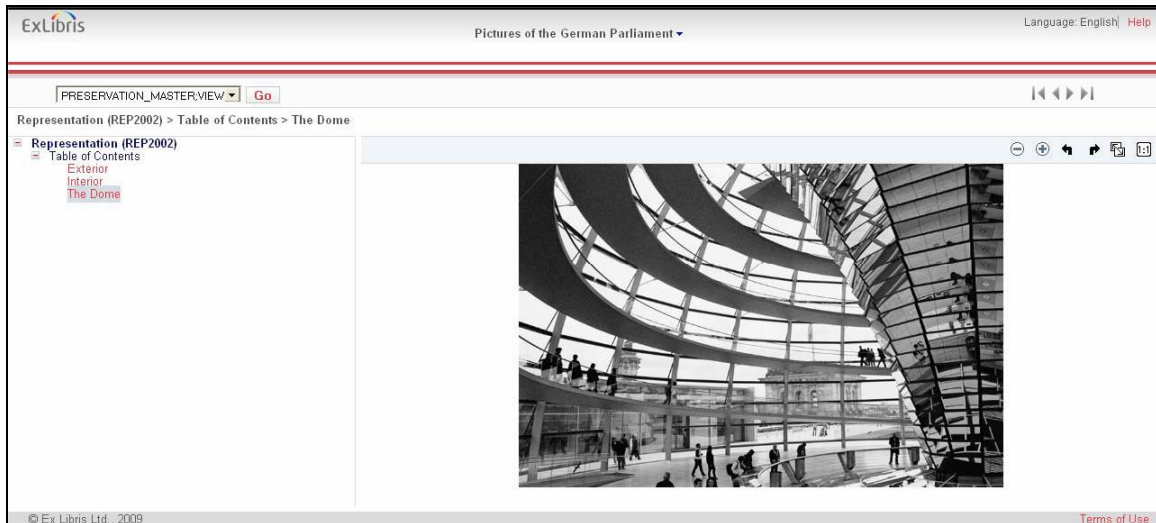 ExLibris
Pictures of the German Parliament
Language: English Help
PRESERVATION_MASTER;VIEW Go
Representation (REP2002) > Table of Contents > The Dome
Representation (REP2002)
Table of Contents
Exterior
Interior
The Dome
1:1
© Ex Libris Ltd., 2009
Terms of Use